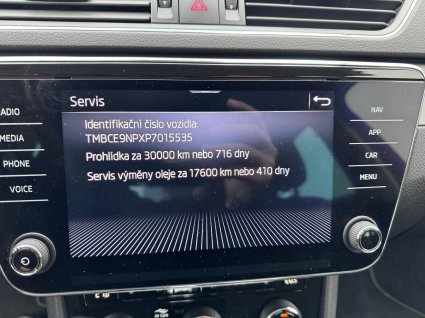 Servis
RADIO
MEDIA
PHONE
VOICE
Identifikační číslo vozidla:
TMBCE9NPXP7015535
Prohlídka za 30000 km nebo 716 dny
Servis výměny oleje za 17600 km nebo 410 dny
NAV
APP
CAR
MENU